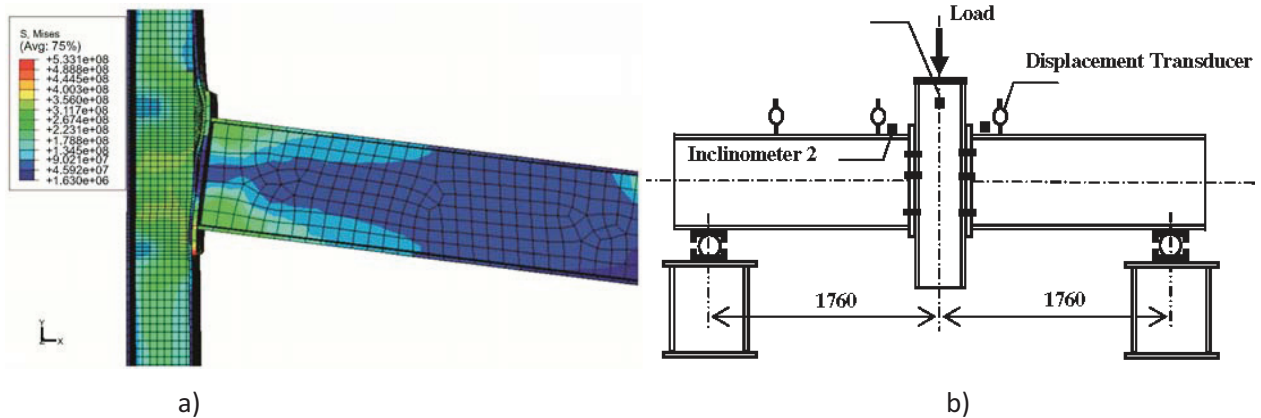 S, Mises
(Avg: 75%)
+5.331e+08
+4.888e+08
+4.445e+08
+4.003e+08
+3.560e+08
+3.117e+08
+2.674e+08
+2.231e+08
+1.788e+08
+1.345e+08
+9.021e+07
+4.592e+07
+1.630e+06
Y
X
a)
Load
Displacement Transducer
Inclinometer 2
1760
1760
b)